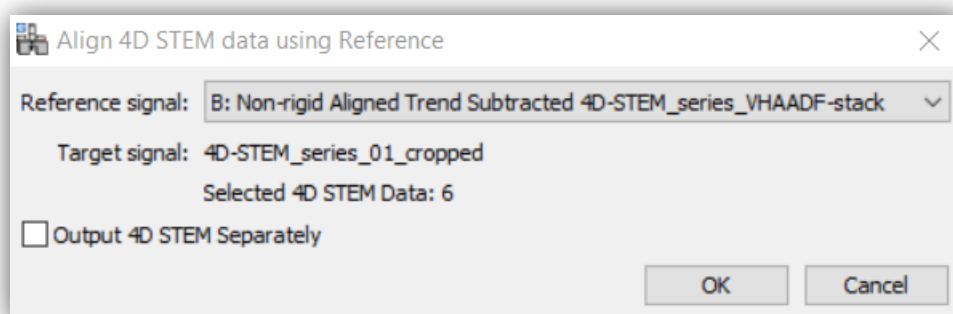 Align 4D STEM data using Reference
Reference signal: B: Non-rigid Aligned Trend Subtracted 4D-STEM_series_VHAADF-stack
Target signal: 4D-STEM_series_01_cropped
Selected 4D STEM Data: 6
Output 4D STEM Separately
OK Cancel